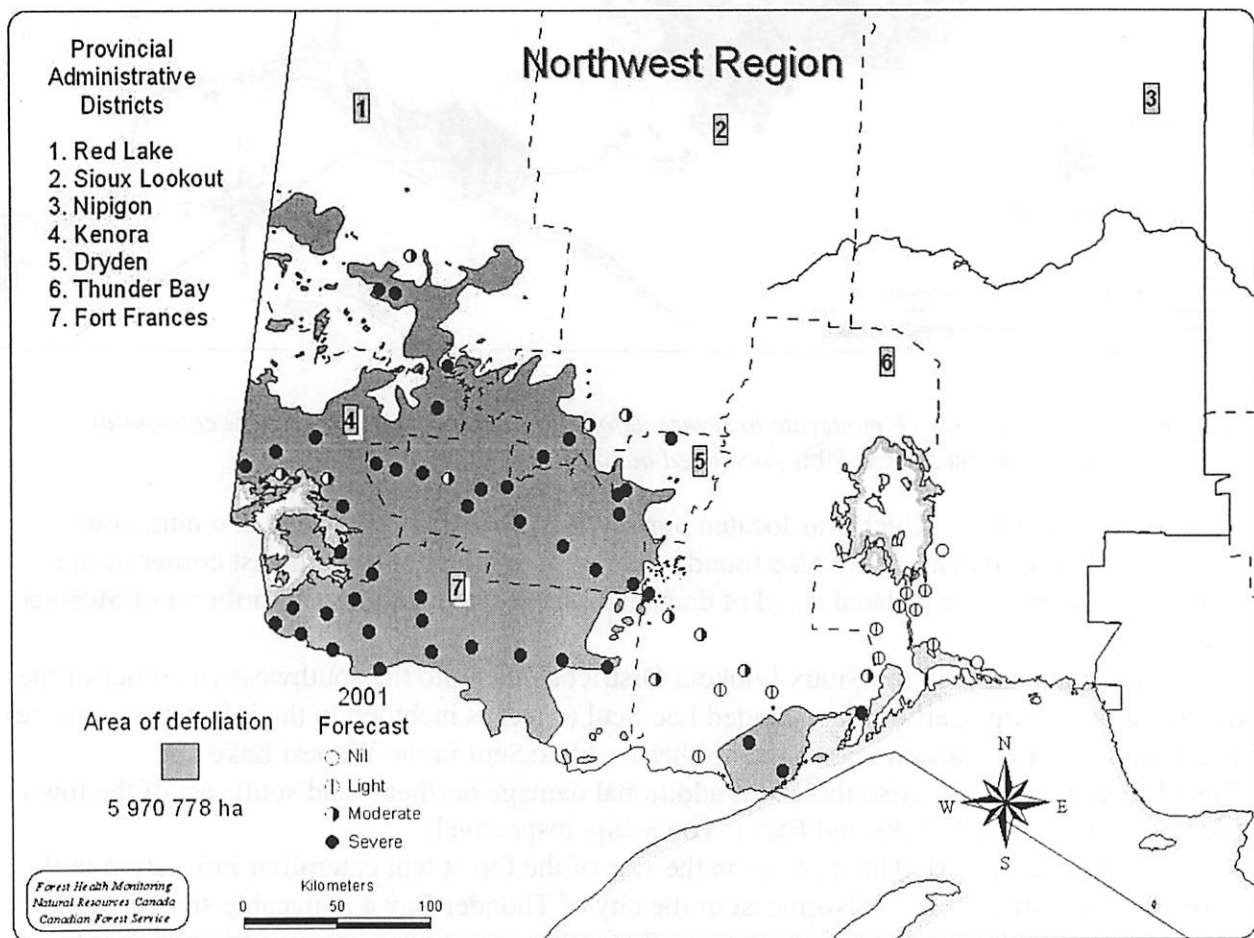 Northwest Region
Provincial
Administrative
Districts
1. Red Lake
2. Sioux Lookout
3. Nipigon
4. Kenora
5. Dryden
6. Thunder Bay
7. Fort Frances
1
2
3
4
5
6
7
2001
Area of defoliation
5 970 778 ha
Forecast
Nil
Light
Moderate
Severe
Kilometers
0 50 100
Forest Health Monitoring
Natural Resources Canada
Canadian Forest Service
N
W E
S